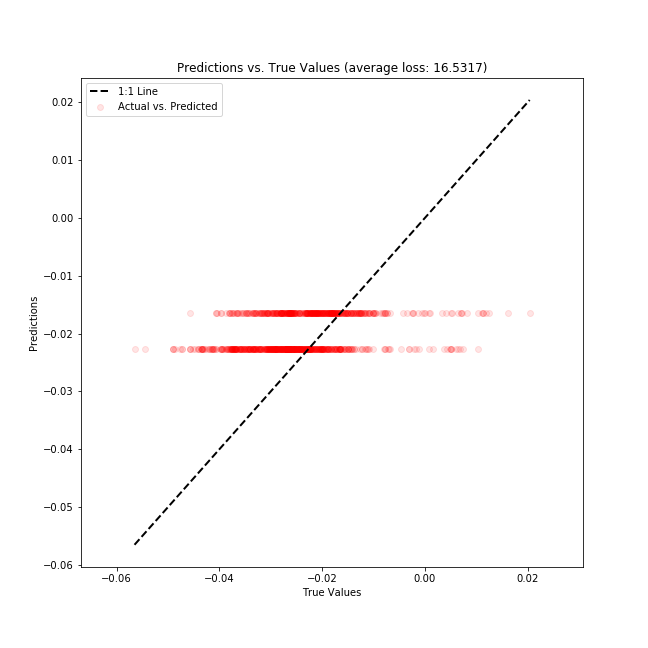 Predictions vs. True Values (average loss: 16.5317)
1:1 Line
Actual vs. Predicted
0.02
0.01
0.00
−0.01
−0.02
−0.03
−0.04
−0.05
−0.06
Predictions
−0.06
−0.04
−0.02
0.00
0.02
True Values